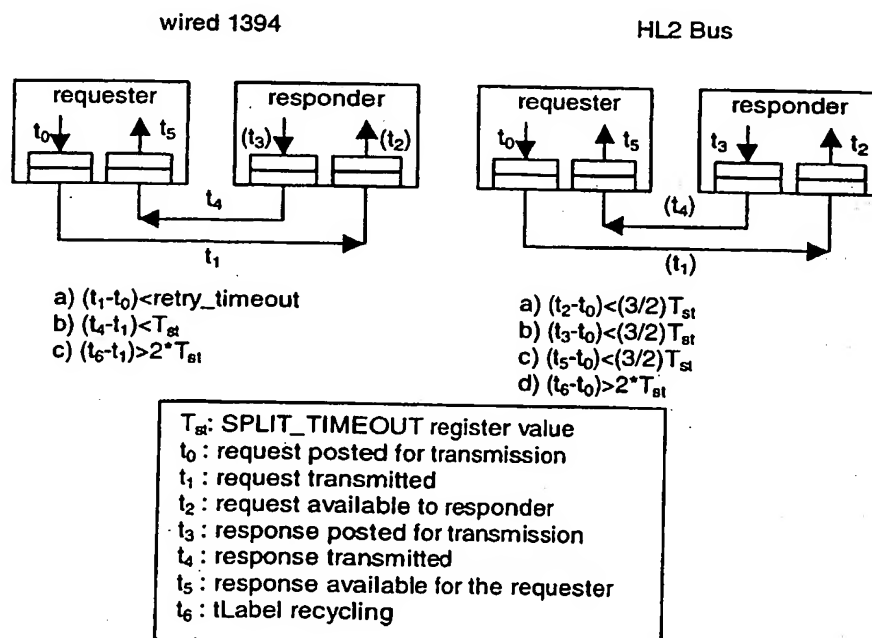 wired 1394
HL2 Bus
requester
responder
t₀
t₅
(t₃)
(t₂)
t₄
t₁
requester
responder
t₀
t₅
t₃
t₂
(t₄)
(t₁)
a) (t₁-t₀)<retry_timeout
b) (t₄-t₁)<Tst
c) (t₆-t₁)>2*Tst
a) (t₂-t₀)<(3/2)Tst
b) (t₃-t₀)<(3/2)Tst
c) (t₅-t₀)<(3/2)Tst
d) (t₆-t₀)>2*Tst
Tst: SPLIT_TIMEOUT register value
t₀ : request posted for transmission
t₁ : request transmitted
t₂ : request available to responder
t₃ : response posted for transmission
t₄ : response transmitted
t₅ : response available for the requester
t₆ : tLabel recycling